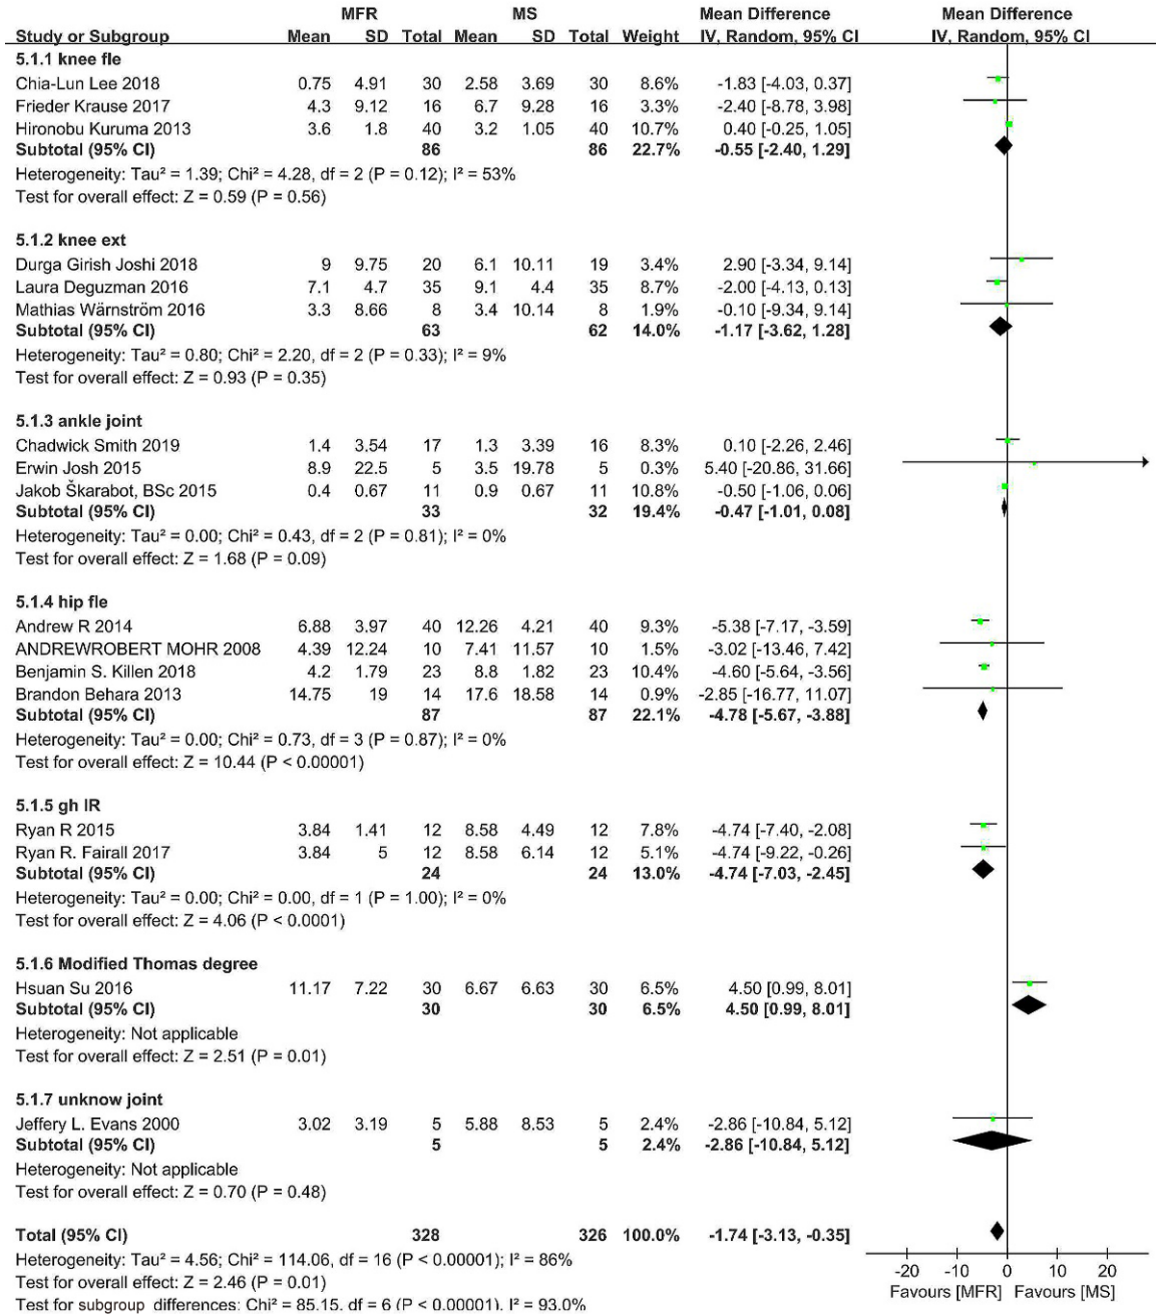 MFR MS Mean Difference Mean Difference
Study or Subgroup Mean SD Total Mean SD Total Weight IV, Random, 95% CI IV, Random, 95% CI
5.1.1 knee fle
Chia-Lun Lee 2018 0.75 4.91 30 2.58 3.69 30 8.6% -1.83 [-4.03, 0.37]
Frieder Krause 2017 4.3 9.12 16 6.7 9.28 16 3.3% -2.40 [-8.78, 3.98]
Hironobu Kuruma 2013 3.6 1.8 40 3.2 1.05 40 10.7% 0.40 [-0.25, 1.05]
Subtotal (95% CI) 86 86 22.7% -0.55 [-2.40, 1.29]
Heterogeneity: Tau² = 1.39; Chi² = 4.28, df = 2 (P = 0.12); I² = 53%
Test for overall effect: Z = 0.59 (P = 0.56)
5.1.2 knee ext
Durga Girish Joshi 2018 9 9.75 20 6.1 10.11 19 3.4% 2.90 [-3.34, 9.14]
Laura Deguzman 2016 7.1 4.7 35 9.1 4.4 35 8.7% -2.00 [-4.13, 0.13]
Mathias Wärnström 2016 3.3 8.66 8 3.4 10.14 8 1.9% -0.10 [-9.34, 9.14]
Subtotal (95% CI) 63 62 14.0% -1.17 [-3.62, 1.28]
Heterogeneity: Tau² = 0.80; Chi² = 2.20, df = 2 (P = 0.33); I² = 9%
Test for overall effect: Z = 0.93 (P = 0.35)
5.1.3 ankle joint
Chadwick Smith 2019 1.4 3.54 17 1.3 3.39 16 8.3% 0.10 [-2.26, 2.46]
Erwin Josh 2015 8.9 22.5 5 3.5 19.78 5 0.3% 5.40 [-20.86, 31.66]
Jakob Škarabot, BSc 2015 0.4 0.67 11 0.9 0.67 11 10.8% -0.50 [-1.06, 0.06]
Subtotal (95% CI) 33 32 19.4% -0.47 [-1.01, 0.08]
Heterogeneity: Tau² = 0.00; Chi² = 0.43, df = 2 (P = 0.81); I² = 0%
Test for overall effect: Z = 1.68 (P = 0.09)
5.1.4 hip fle
Andrew R 2014 6.88 3.97 40 12.26 4.21 40 9.3% -5.38 [-7.17, -3.59]
ANDREWROBERT MOHR 2008 4.39 12.24 10 7.41 11.57 10 1.5% -3.02 [-13.46, 7.42]
Benjamin S. Killen 2018 4.2 1.79 23 8.8 1.82 23 10.4% -4.60 [-5.64, -3.56]
Brandon Behara 2013 14.75 19 14 17.6 18.58 14 0.9% -2.85 [-16.77, 11.07]
Subtotal (95% CI) 87 87 22.1% -4.78 [-5.67, -3.88]
Heterogeneity: Tau² = 0.00; Chi² = 0.73, df = 3 (P = 0.87); I² = 0%
Test for overall effect: Z = 10.44 (P < 0.00001)
5.1.5 gh IR
Ryan R 2015 3.84 1.41 12 8.58 4.49 12 7.8% -4.74 [-7.40, -2.08]
Ryan R. Fairall 2017 3.84 5 12 8.58 6.14 12 5.1% -4.74 [-9.22, -0.26]
Subtotal (95% CI) 24 24 13.0% -4.74 [-7.03, -2.45]
Heterogeneity: Tau² = 0.00; Chi² = 0.00, df = 1 (P = 1.00); I² = 0%
Test for overall effect: Z = 4.06 (P < 0.0001)
5.1.6 Modified Thomas degree
Hsuan Su 2016 11.17 7.22 30 6.67 6.63 30 6.5% 4.50 [0.99, 8.01]
Subtotal (95% CI) 30 30 6.5% 4.50 [0.99, 8.01]
Heterogeneity: Not applicable
Test for overall effect: Z = 2.51 (P = 0.01)
5.1.7 unknow joint
Jeffery L. Evans 2000 3.02 3.19 5 5.88 8.53 5 2.4% -2.86 [-10.84, 5.12]
Subtotal (95% CI) 5 5 2.4% -2.86 [-10.84, 5.12]
Heterogeneity: Not applicable
Test for overall effect: Z = 0.70 (P = 0.48)
Total (95% CI) 328 326 100.0% -1.74 [-3.13, -0.35]
Heterogeneity: Tau² = 4.56; Chi² = 114.06, df = 16 (P < 0.00001); I² = 86%
Test for overall effect: Z = 2.46 (P = 0.01)
Test for subgroup differences: Chi² = 85.15. df = 6 (P < 0.00001). I² = 93.0%
-20 -10 0 10 20
Favours [MFR] Favours [MS]